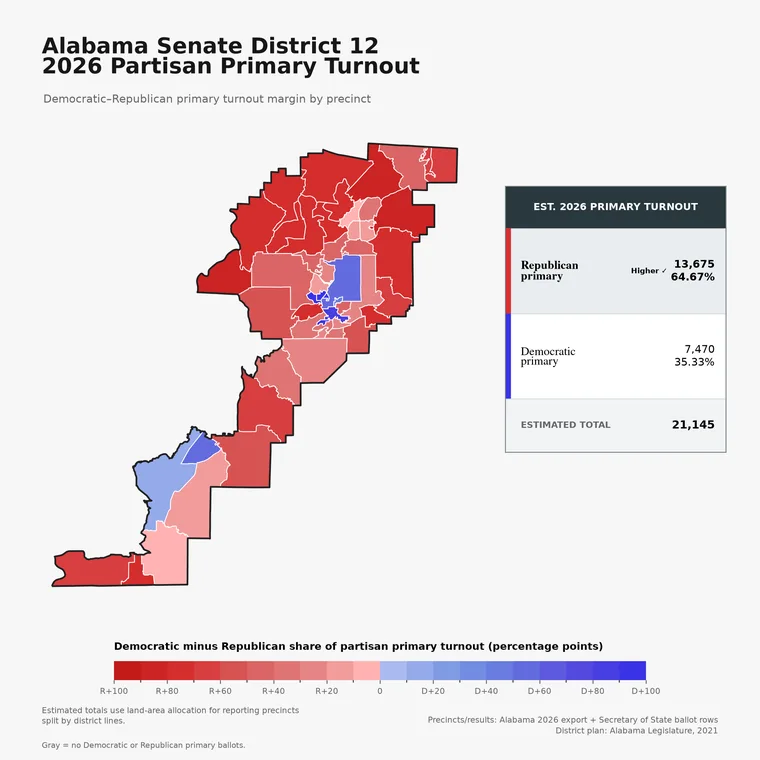 Alabama Senate District 12
2026 Partisan Primary Turnout
Democratic–Republican primary turnout margin by precinct
EST. 2026 PRIMARY TURNOUT
Republican
primary
Higher ✓
13,675
64.67%
Democratic
primary
7,470
35.33%
ESTIMATED TOTAL
21,145
Democratic minus Republican share of partisan primary turnout (percentage points)
R+100 R+80 R+60 R+40 R+20 0 D+20 D+40 D+60 D+80 D+100
Estimated totals use land-area allocation for reporting precincts
split by district lines.
Gray = no Democratic or Republican primary ballots.
Precincts/results: Alabama 2026 export + Secretary of State ballot rows
District plan: Alabama Legislature, 2021